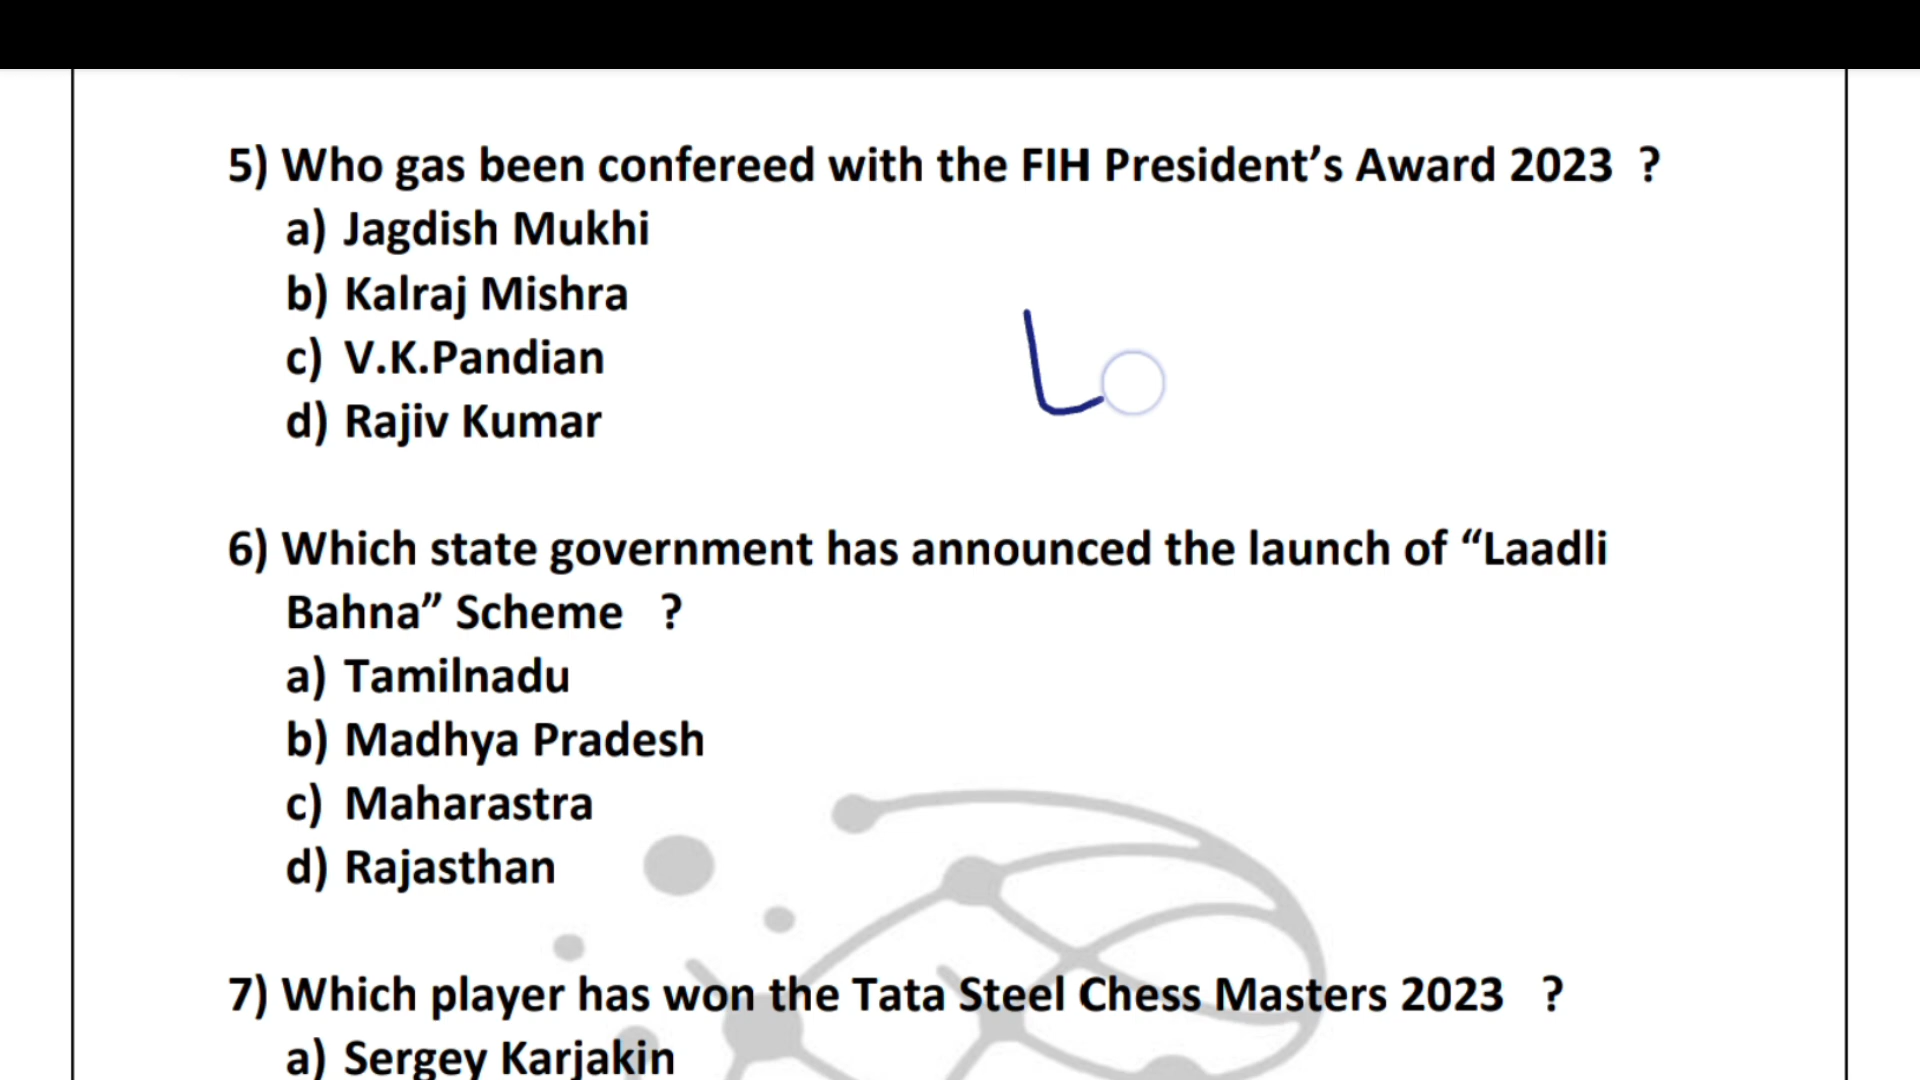 5) Who gas been confereed with the FIH President’s Award 2023 ?
a) Jagdish Mukhi
b) Kalraj Mishra
c) V.K.Pandian
d) Rajiv Kumar
6) Which state government has announced the launch of “Laadli
Bahna” Scheme ?
a) Tamilnadu
b) Madhya Pradesh
c) Maharastra
d) Rajasthan
7) Which player has won the Tata Steel Chess Masters 2023 ?
a) Sergey Karjakin